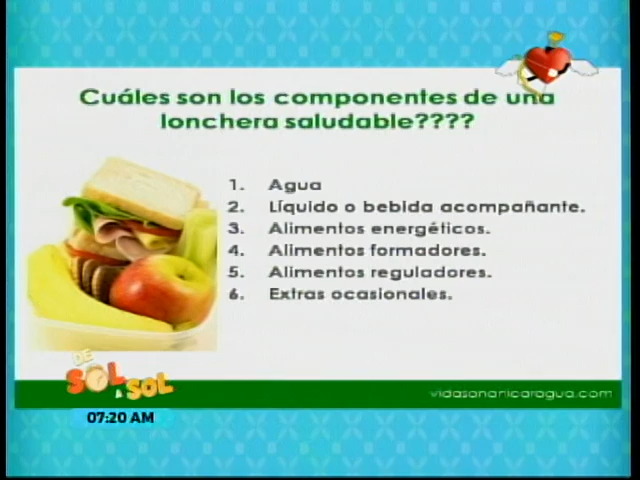 Cuáles son los componentes de una
lonchera saludable????
1. Agua
2. Líquido o bebida acompañante.
3. Alimentos energéticos.
4. Alimentos formadores.
5. Alimentos reguladores.
6. Extras ocasionales.
DE
SOL
A SOL
vidasananicaragua.com
07:20 AM